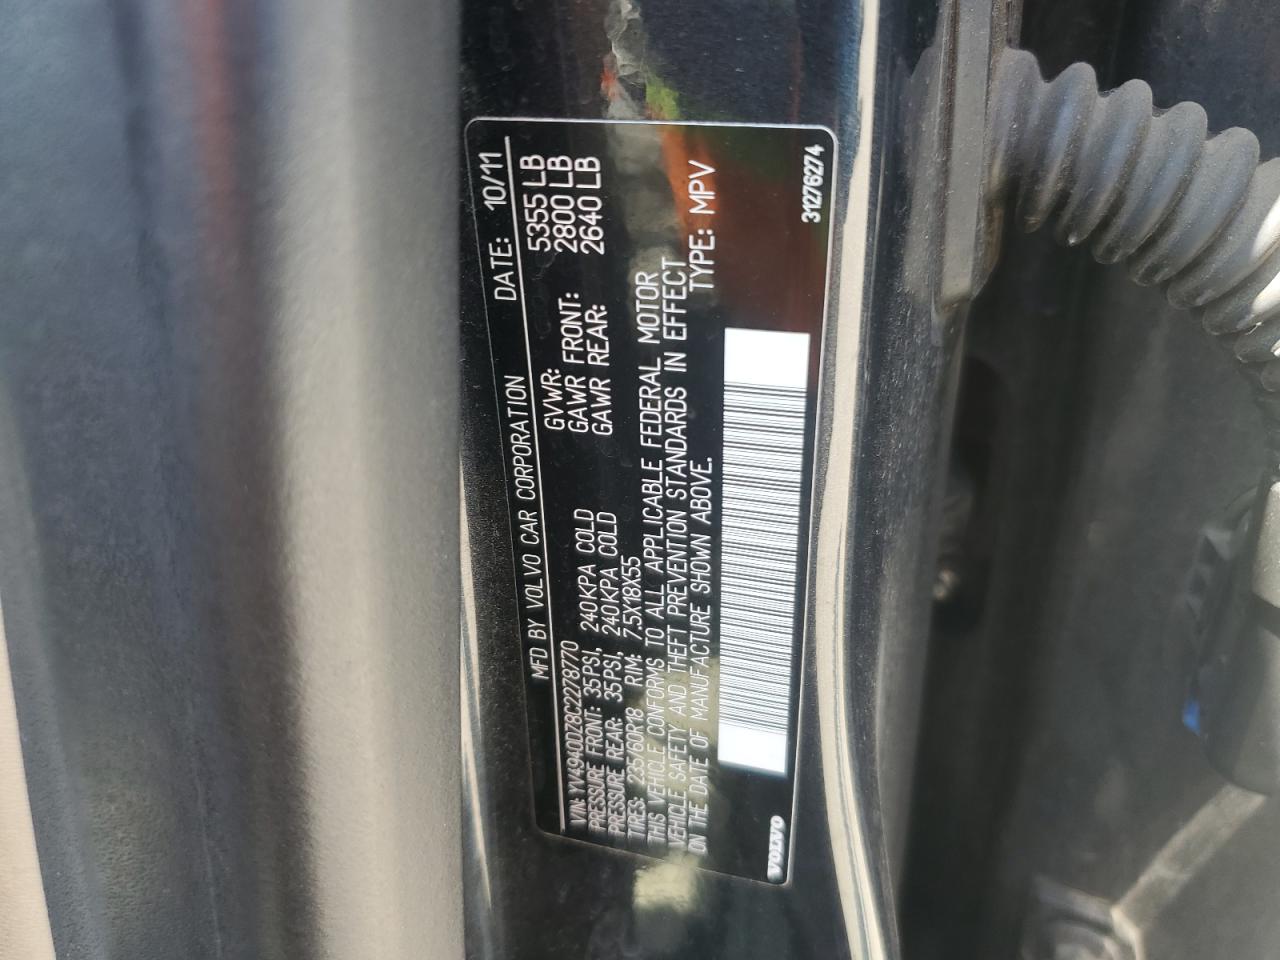 MFD BY VOLVO CAR CORPORATION DATE: 10/11
VIN: YV4940DZ8C2278770
GVWR: 5355 LB
PRESSURE FRONT: 35PSI, 240KPA COLD GAWR FRONT: 2800 LB
PRESSURE REAR: 35PSI, 240KPA COLD GAWR REAR: 2640 LB
TIRES: 235/60R18 RIM: 7.5X18X55
THIS VEHICLE CONFORMS TO ALL APPLICABLE FEDERAL MOTOR
VEHICLE SAFETY AND THEFT PREVENTION STANDARDS IN EFFECT
ON THE DATE OF MANUFACTURE SHOWN ABOVE. TYPE: MPV
VOLVO 31276274